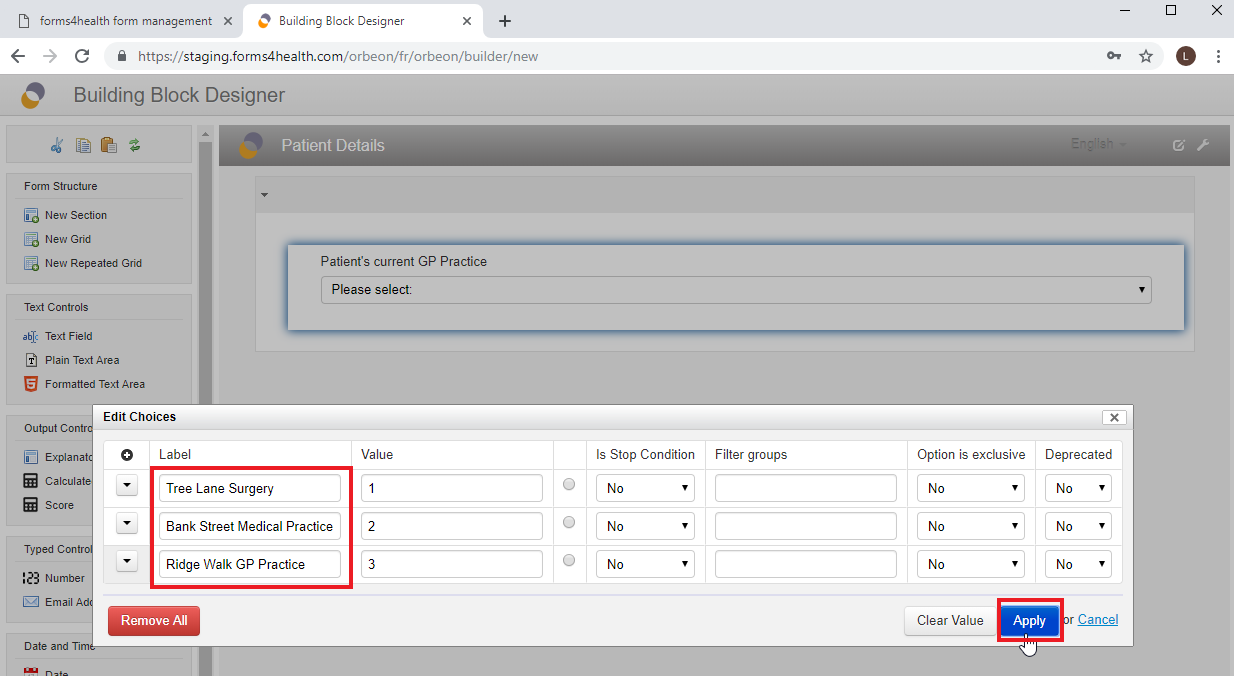 forms4health form management
Building Block Designer
https://staging.forms4health.com/orbeon/fr/orbeon/builder/new
L
Building Block Designer
Patient Details
English
Form Structure
New Section
New Grid
New Repeated Grid
Text Controls
Text Field
Plain Text Area
Formatted Text Area
Output Contro
Explanato
Calculate
Score
Typed Control
123 Number
Email Add
Date and Time
Date
Patient's current GP Practice
Please select:
Edit Choices
Label Value Is Stop Condition Filter groups Option is exclusive Deprecated
Tree Lane Surgery 1 No No No
Bank Street Medical Practice 2 No No No
Ridge Walk GP Practice 3 No No No
Remove All Clear Value Apply or Cancel